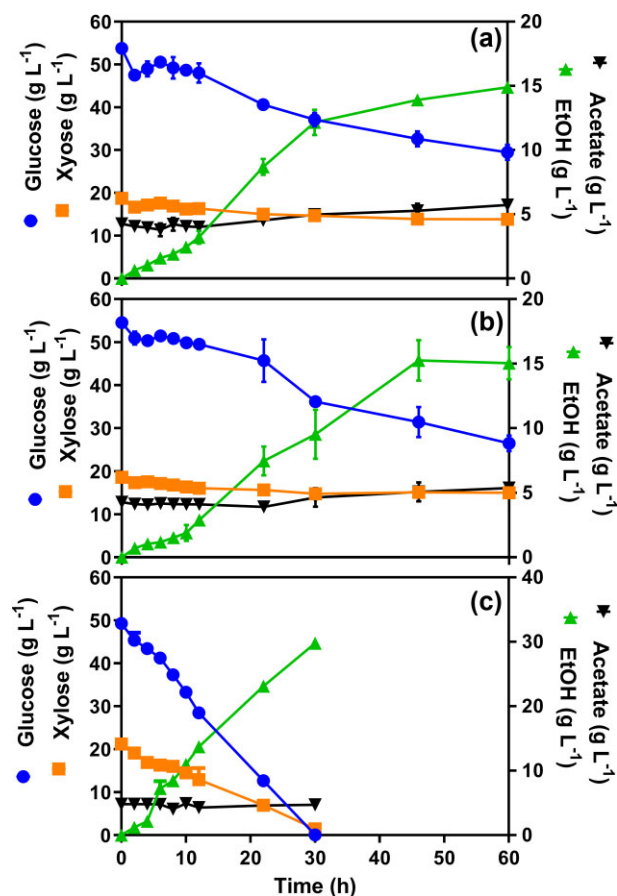 (a)
60
50
40
30
20
10
0
20
15
10
5
0
Glucose (g L⁻¹)
Xyose (g L⁻¹)
Acetate (g L⁻¹)
EtOH (g L⁻¹)
(b)
60
50
40
30
20
10
0
20
15
10
5
0
Glucose (g L⁻¹)
Xylose (g L⁻¹)
Acetate (g L⁻¹)
EtOH (g L⁻¹)
(c)
60
50
40
30
20
10
0
40
30
20
10
0
Glucose (g L⁻¹)
Xylose (g L⁻¹)
Acetate (g L⁻¹)
EtOH (g L⁻¹)
0 10 20 30 40 50 60
Time (h)